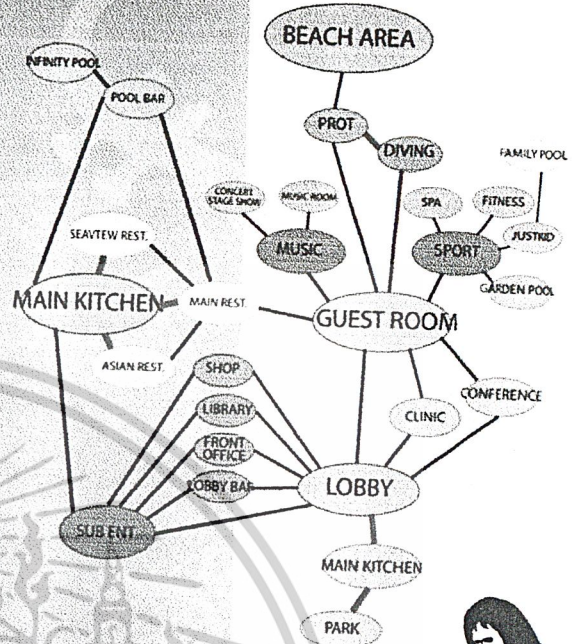 BEACH AREA
INFINITY POOL
POOL BAR
PROT
DIVING
FAMILY POOL
CONCERT
STAGE SHOW
MUSIC ROOM
SPA
FITNESS
SEAVTEW REST.
MUSIC
SPORT
JUSTKID
GARDEN POOL
MAIN KITCHEN
MAIN REST.
GUEST ROOM
ASIAN REST.
SHOP
CONFERENCE
LIBRARY
CLINIC
FRONT
OFFICE
LOBBY BAR
LOBBY
SUB ENT
MAIN KITCHEN
PARK